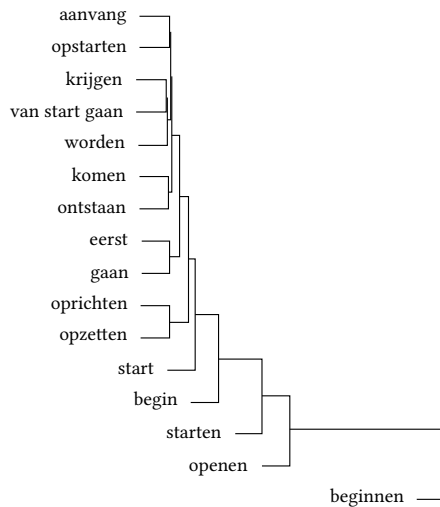 aanvang
opstarten
krijgen
van start gaan
worden
komen
ontstaan
eerst
gaan
oprichten
opzetten
start
begin
starten
openen
beginnen